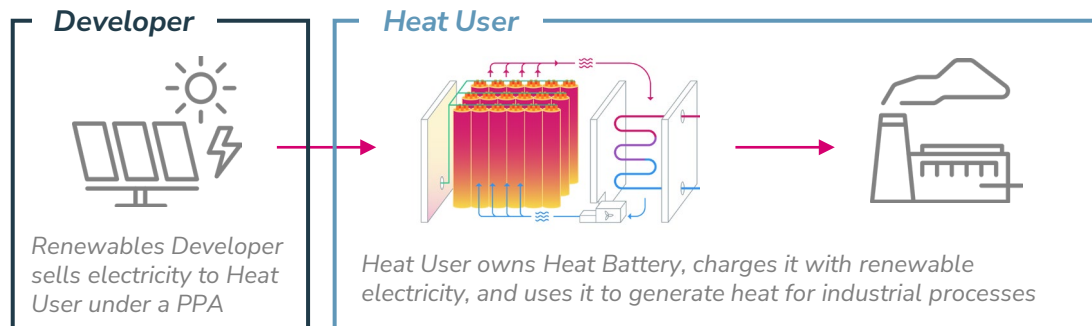 Developer
Heat User
Renewables Developer
sells electricity to Heat
User under a PPA
Heat User owns Heat Battery, charges it with renewable
electricity, and uses it to generate heat for industrial processes